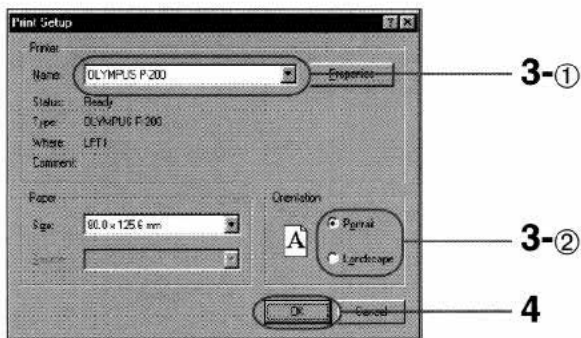 Print Setup
Printer
Name: OLYMPUS P-200 Properties 3-①
Status: Ready
Type: OLYMPUS P-200
Where: LPT1
Comment:
Paper Orientation
Size: 90.0 x 125.6 mm Portrait
Source: Landscape 3-②
OK Cancel 4